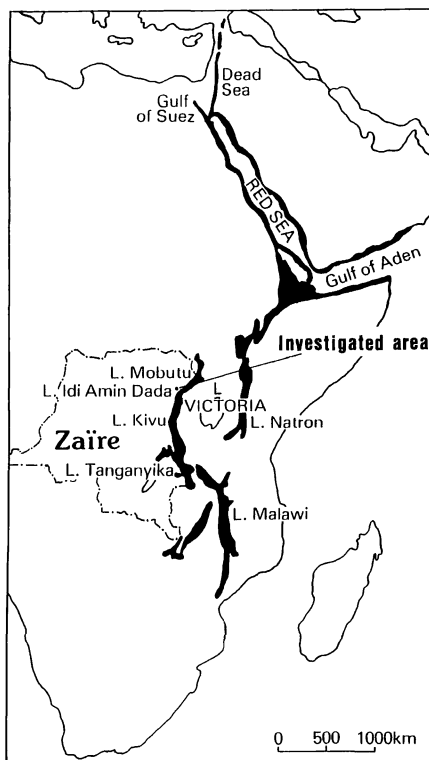 Dead
Sea
Gulf
of Suez
RED SEA
Gulf of Aden
Investigated area
L. Mobutu
L. Idi Amin Dada
L.
VICTORIA
L. Kivu
L. Natron
Zaïre
L. Tanganyika
L. Malawi
0 500 1000km